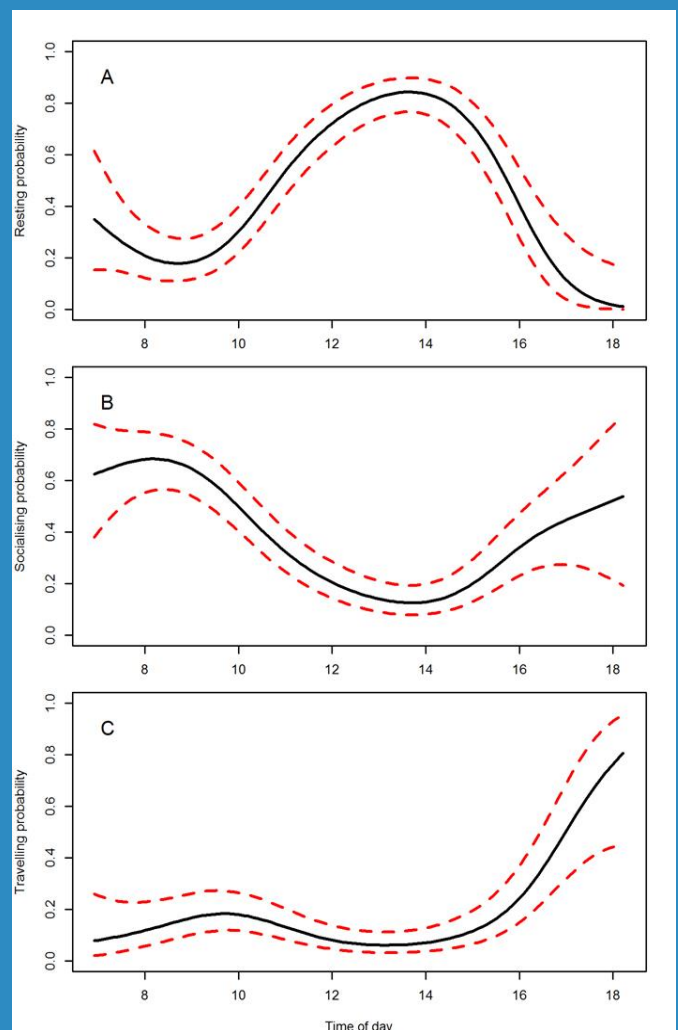 A
Resting probability
0.0 0.2 0.4 0.6 0.8 1.0
8 10 12 14 16 18
B
Socialising probability
0.0 0.2 0.4 0.6 0.8 1.0
8 10 12 14 16 18
C
Travelling probability
0.0 0.2 0.4 0.6 0.8 1.0
8 10 12 14 16 18
Time of day